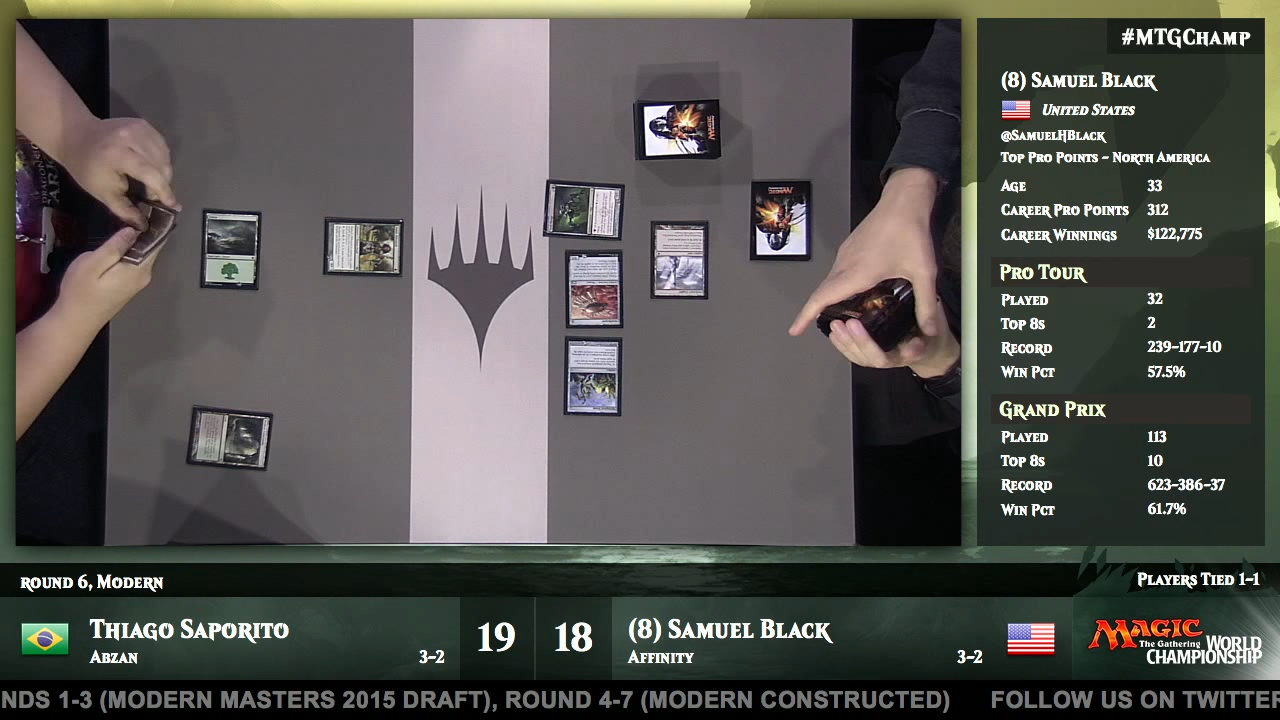 #MTGChamp
(8) Samuel Black
United States
@SamuelHBlack
Top Pro Points - North America
Age 33
Career Pro Points 312
Career Winnings $122,775
Pro Tour
Played 32
Top 8s 2
Record 239-177-10
Win Pct 57.5%
Grand Prix
Played 113
Top 8s 10
Record 623-386-37
Win Pct 61.7%
MAGIC
MAGIC
round 6, Modern
Players Tied 1-1
Thiago Saporito
Abzan 3-2
19
18
(8) Samuel Black
Affinity 3-2
Magic
The Gathering
World
Championship
NDS 1-3 (MODERN MASTERS 2015 DRAFT), ROUND 4-7 (MODERN CONSTRUCTED) FOLLOW US ON TWITTER